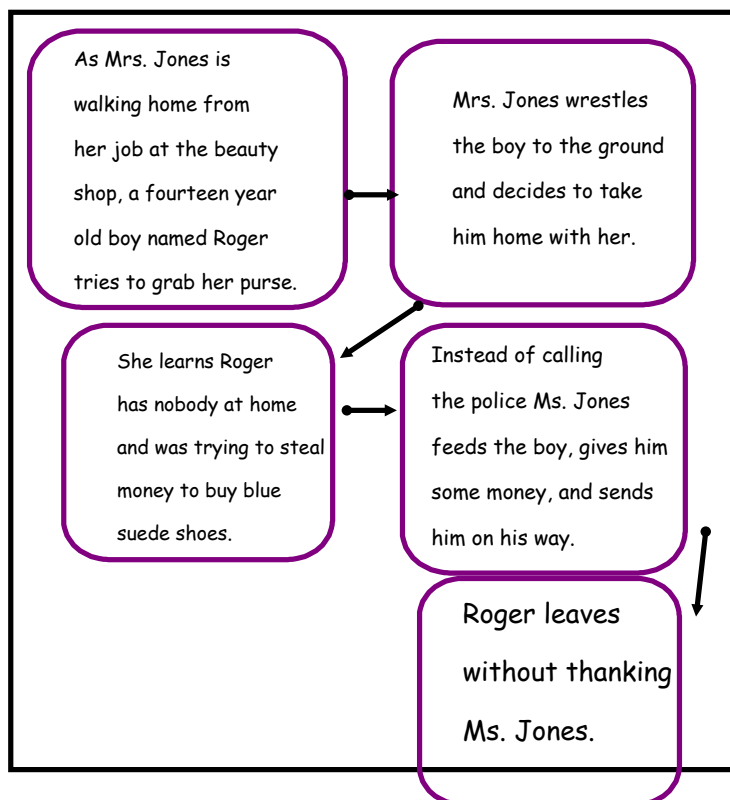 As Mrs. Jones is
walking home from
her job at the beauty
shop, a fourteen year
old boy named Roger
tries to grab her purse.
Mrs. Jones wrestles
the boy to the ground
and decides to take
him home with her.
She learns Roger
has nobody at home
and was trying to steal
money to buy blue
suede shoes.
Instead of calling
the police Ms. Jones
feeds the boy, gives him
some money, and sends
him on his way.
Roger leaves
without thanking
Ms. Jones.